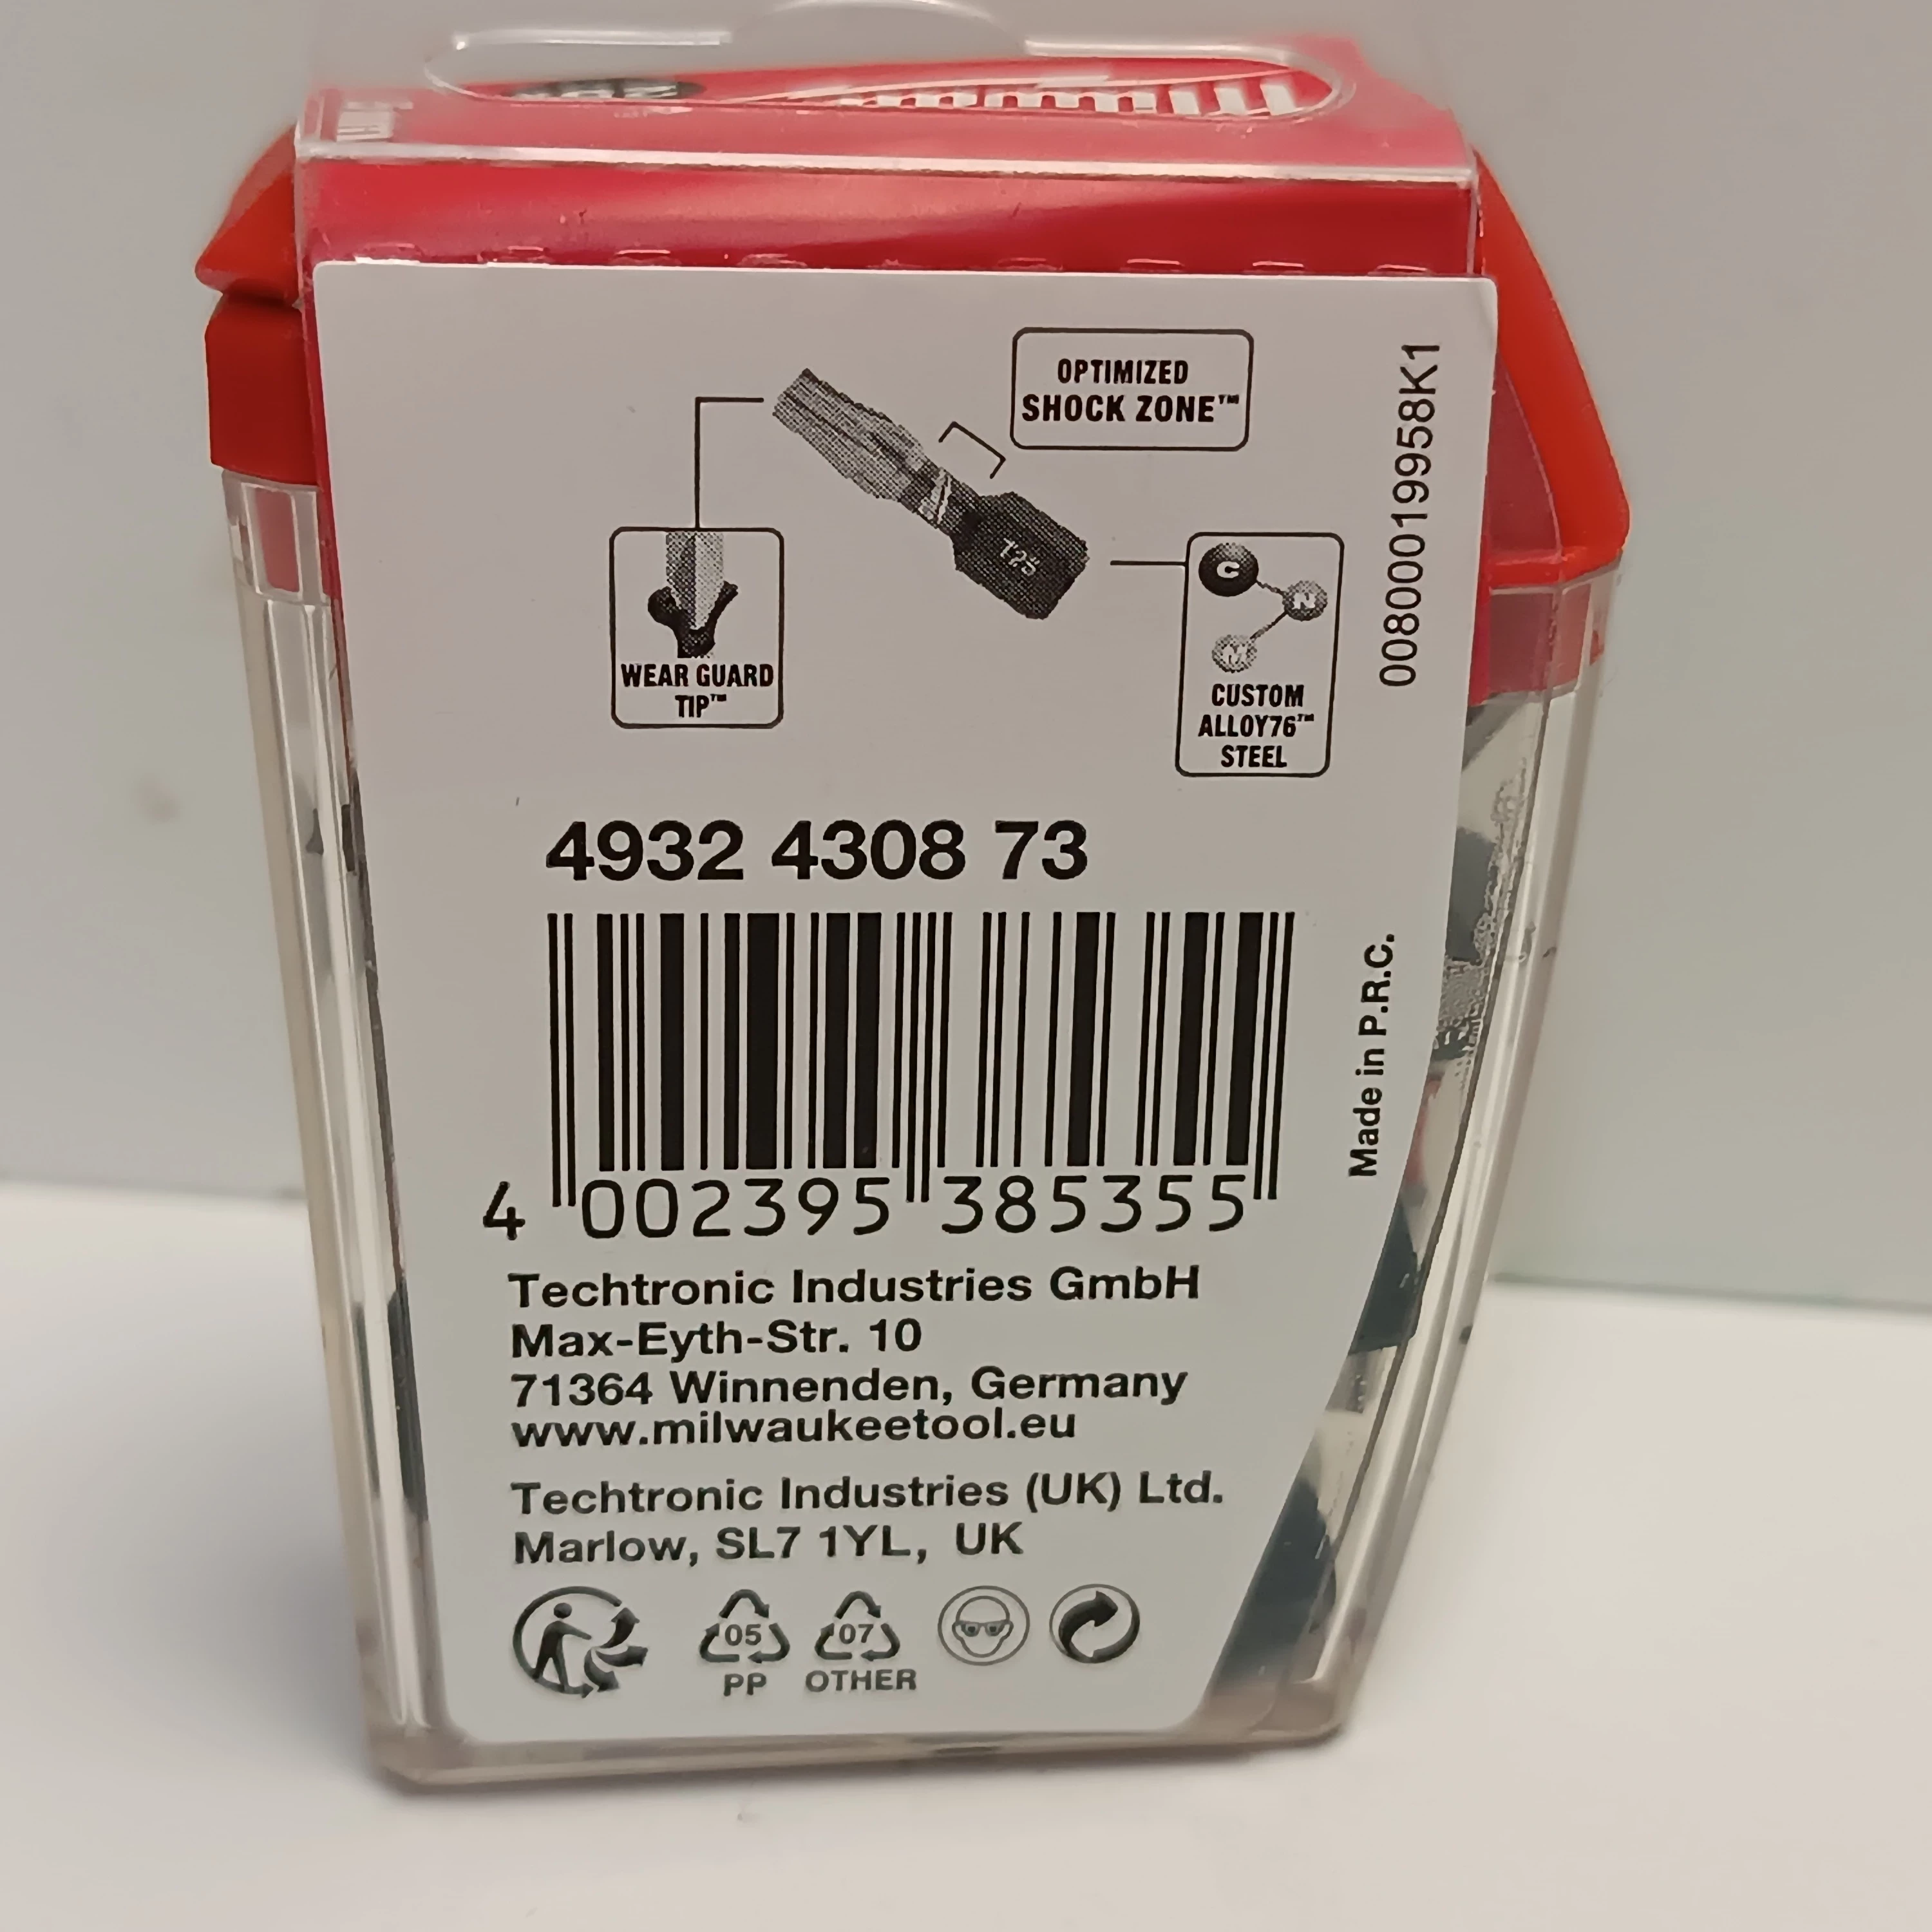 OPTIMIZED
SHOCK ZONE™
T25
WEAR GUARD
TIP™
C
N
M
CUSTOM
ALLOY76™
STEEL
008000019958K1
4932 4308 73
4 002395 385355
Made in P.R.C.
Techtronic Industries GmbH
Max-Eyth-Str. 10
71364 Winnenden, Germany
www.milwaukeetool.eu
Techtronic Industries (UK) Ltd.
Marlow, SL7 1YL, UK
05
PP
07
OTHER